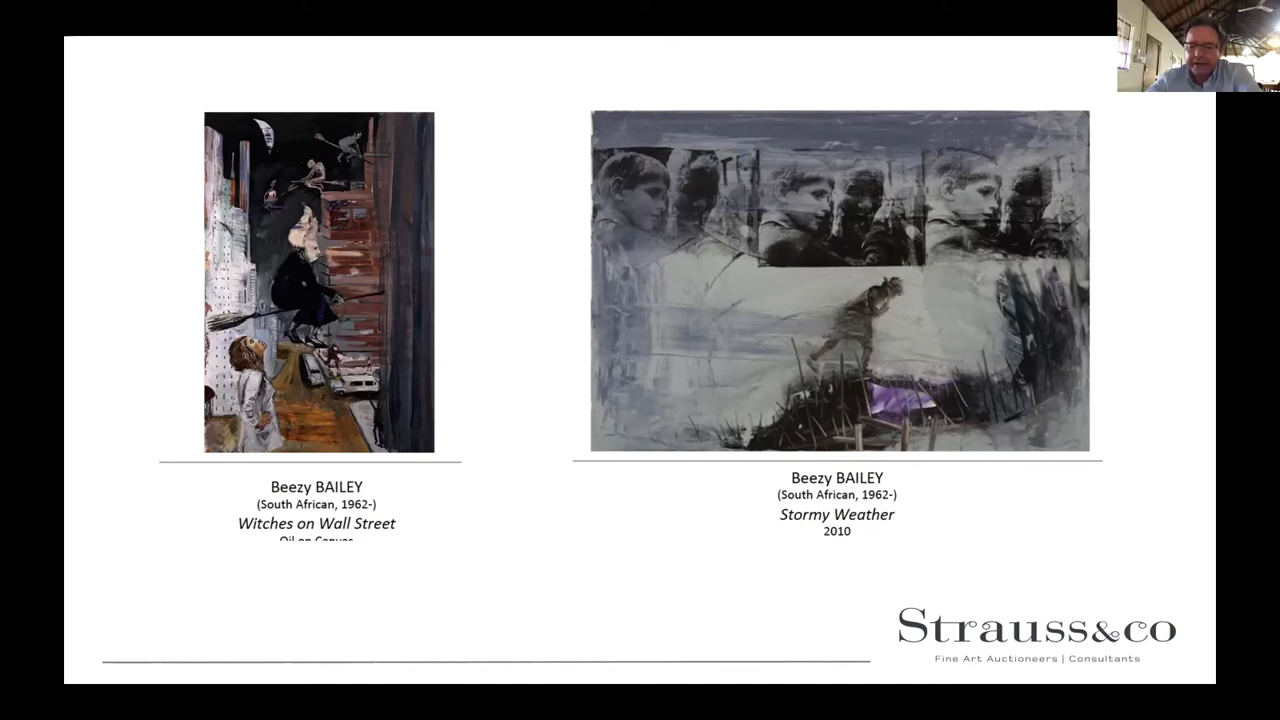 Beezy BAILEY
(South African, 1962-)
Witches on Wall Street
Oil on Canvas
Beezy BAILEY
(South African, 1962-)
Stormy Weather
2010
Strauss&co
Fine Art Auctioneers | Consultants